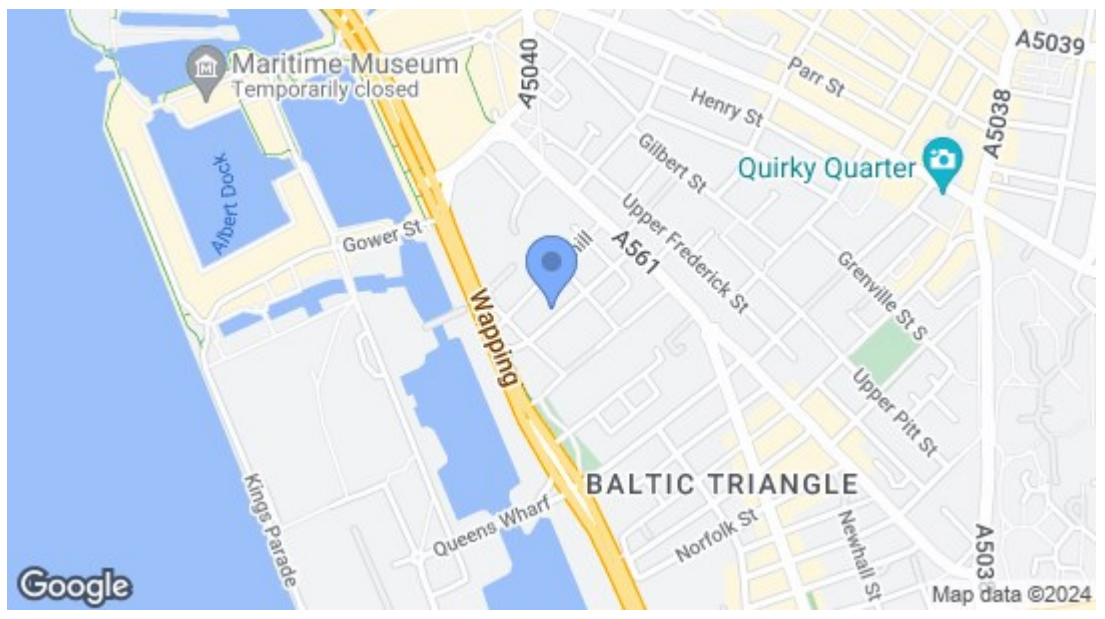 A5039
A5040
Maritime Museum
Temporarily closed
Parr St
Henry St
A5038
Gilbert St
Quirky Quarter
Albert Dock
Upper Frederick St
Gower St
ill
A561
Grenville St S
Wapping
Upper Pitt St
BALTIC TRIANGLE
Kings Parade
Queens Wharf
Norfolk St
Newhall St
A5038
Google
Map data ©2024